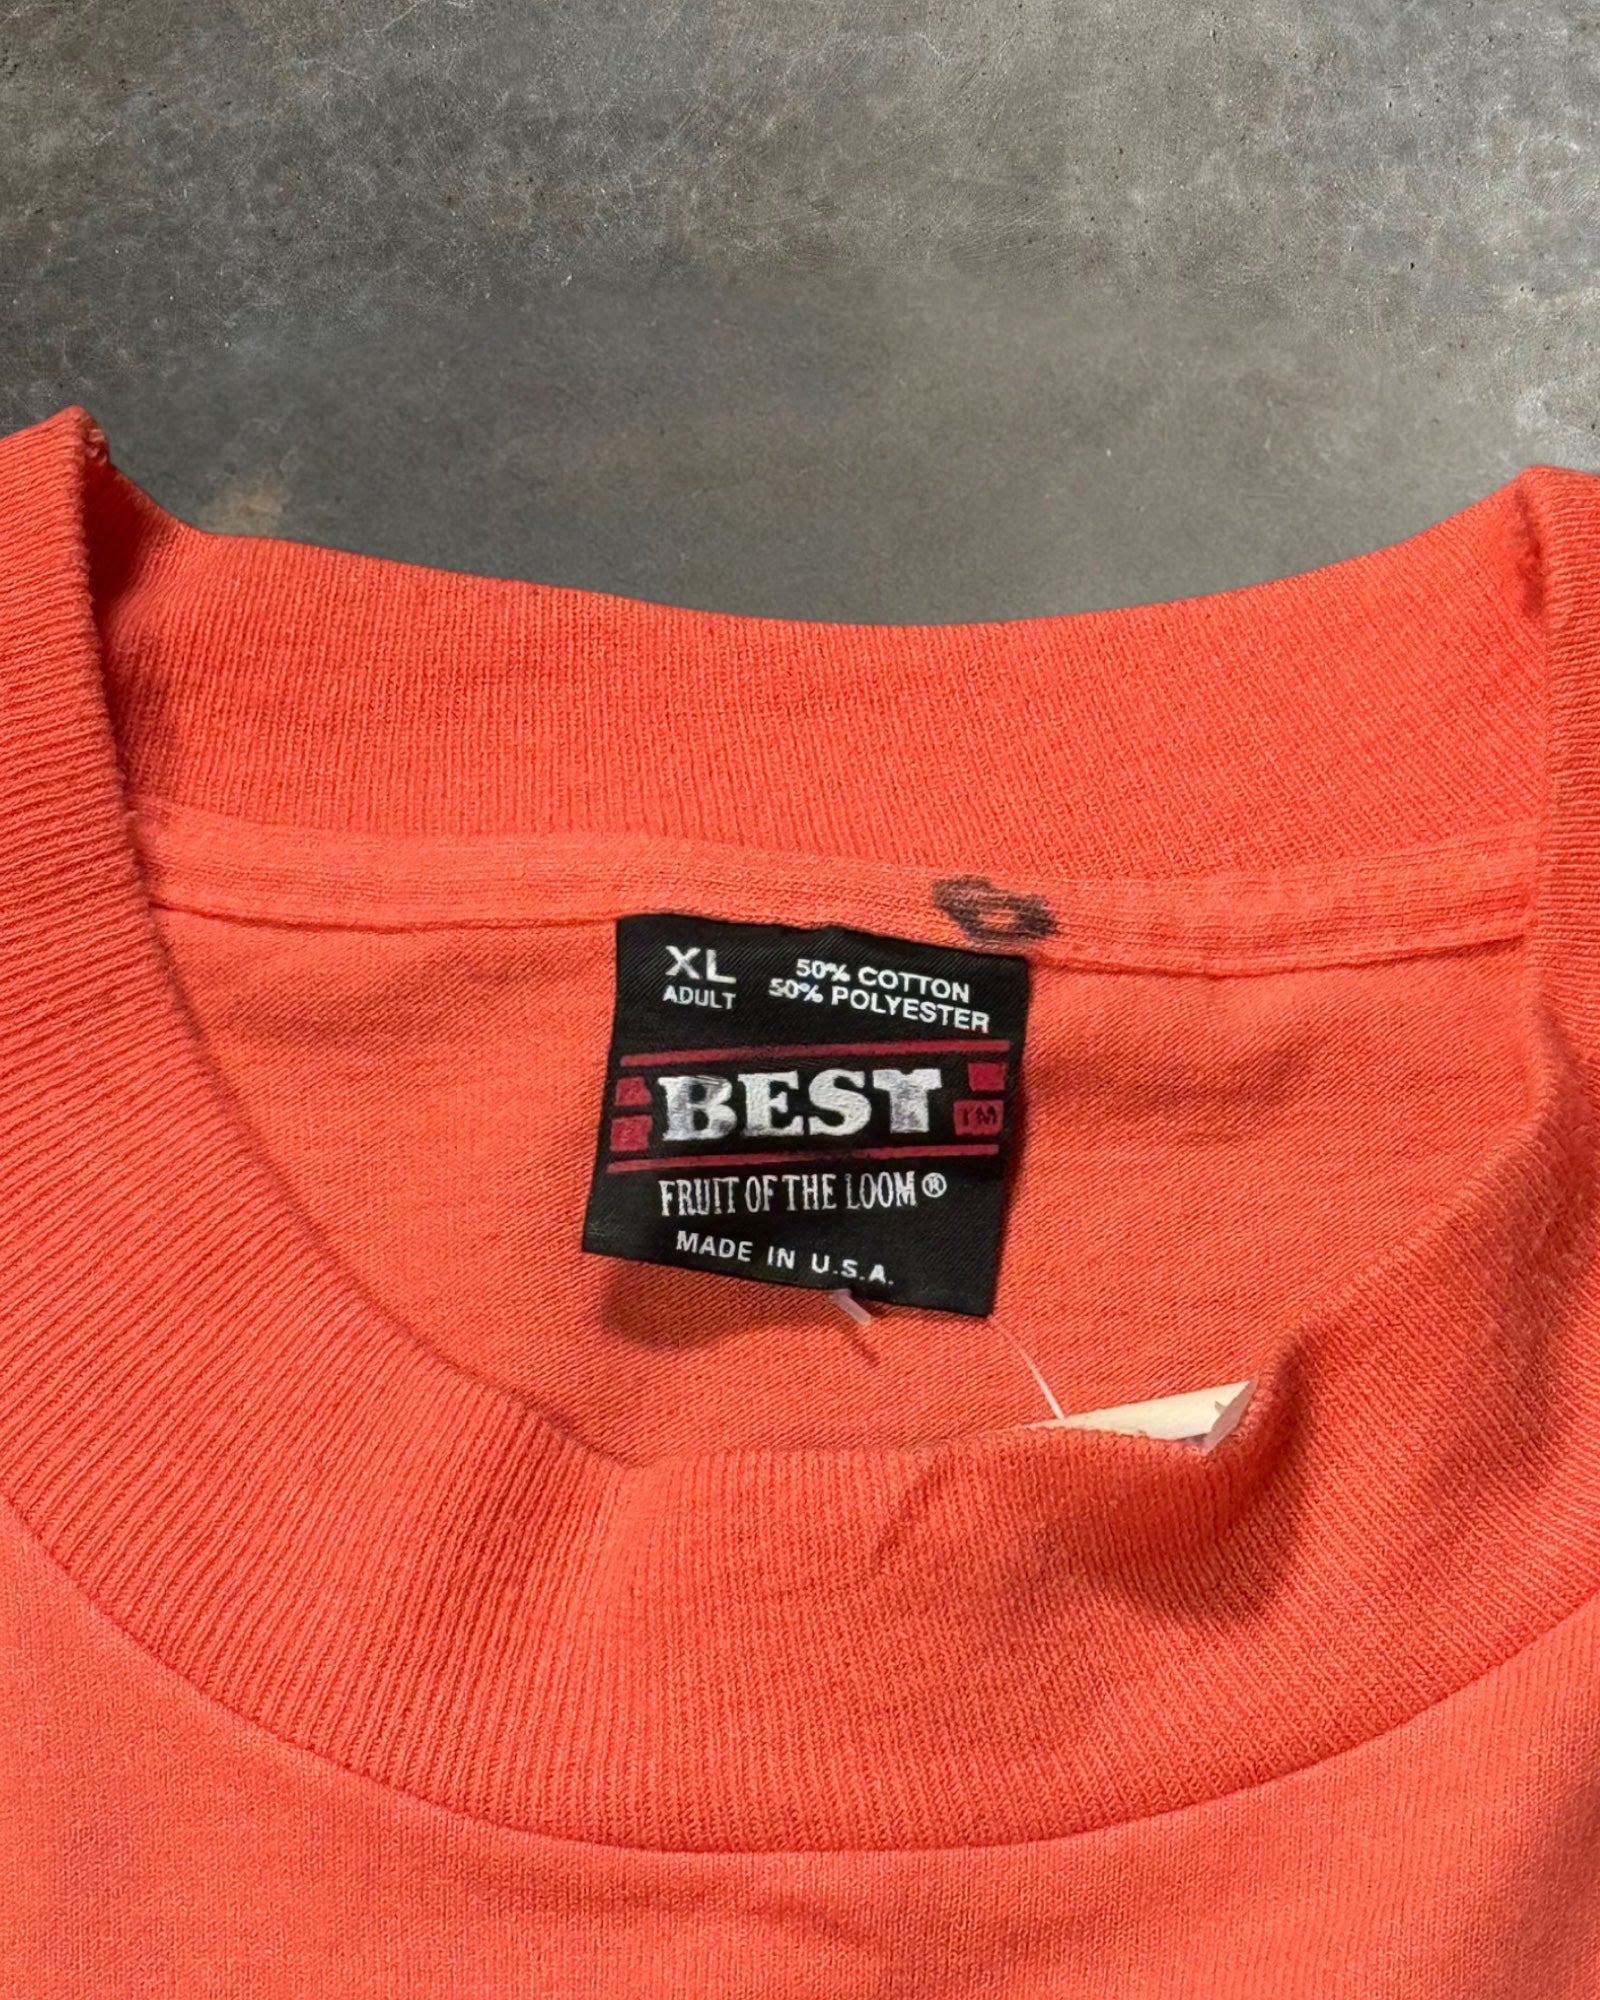 XL
ADULT
50% COTTON
50% POLYESTER
BEST
TM
FRUIT OF THE LOOM®
MADE IN U.S.A.